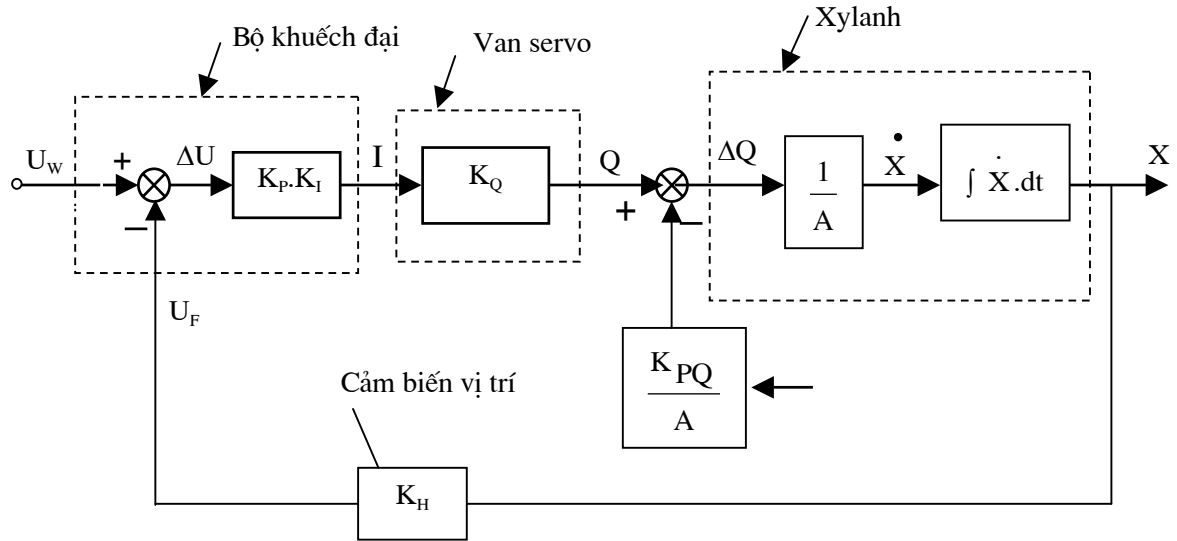 Xylanh
Bộ khuếch đại
Van servo
U_W
+
ΔU
K_P.K_I
I
K_Q
Q
ΔQ
1
A
Ẋ
∫ Ẋ.dt
X
−
+
−
U_F
K_PQ
A
Cảm biến vị trí
K_H